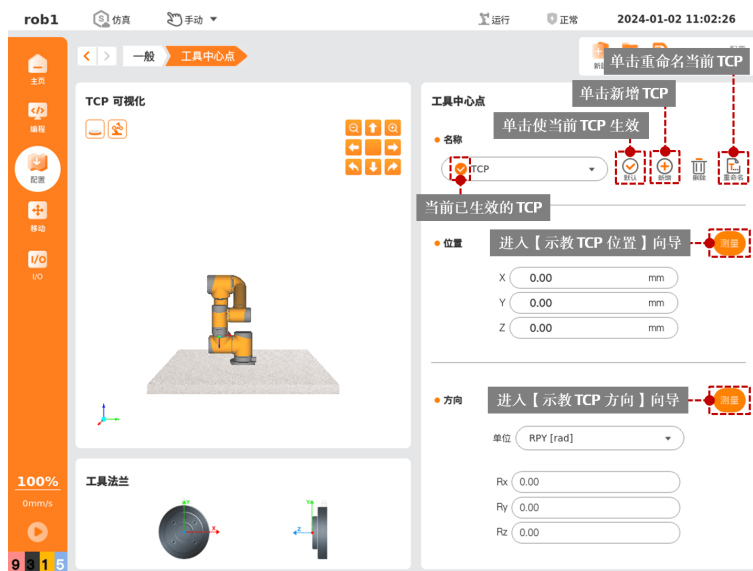 rob1
仿真
手动
运行
正常
2024-01-02 11:02:26
一般
工具中心点
单击重命名当前 TCP
主页
编程
配置
移动
I/O
I/O
100%
0mm/s
9 3 1 5
TCP 可视化
工具法兰
Y
X
Y
Z
工具中心点
单击新增 TCP
单击使当前 TCP 生效
名称
TCP
默认
新增
删除
重命名
当前已生效的 TCP
位置
进入【示教 TCP 位置】向导
测量
X 0.00 mm
Y 0.00 mm
Z 0.00 mm
方向
进入【示教 TCP 方向】向导
测量
单位 RPY [rad]
Rx 0.00
Ry 0.00
Rz 0.00